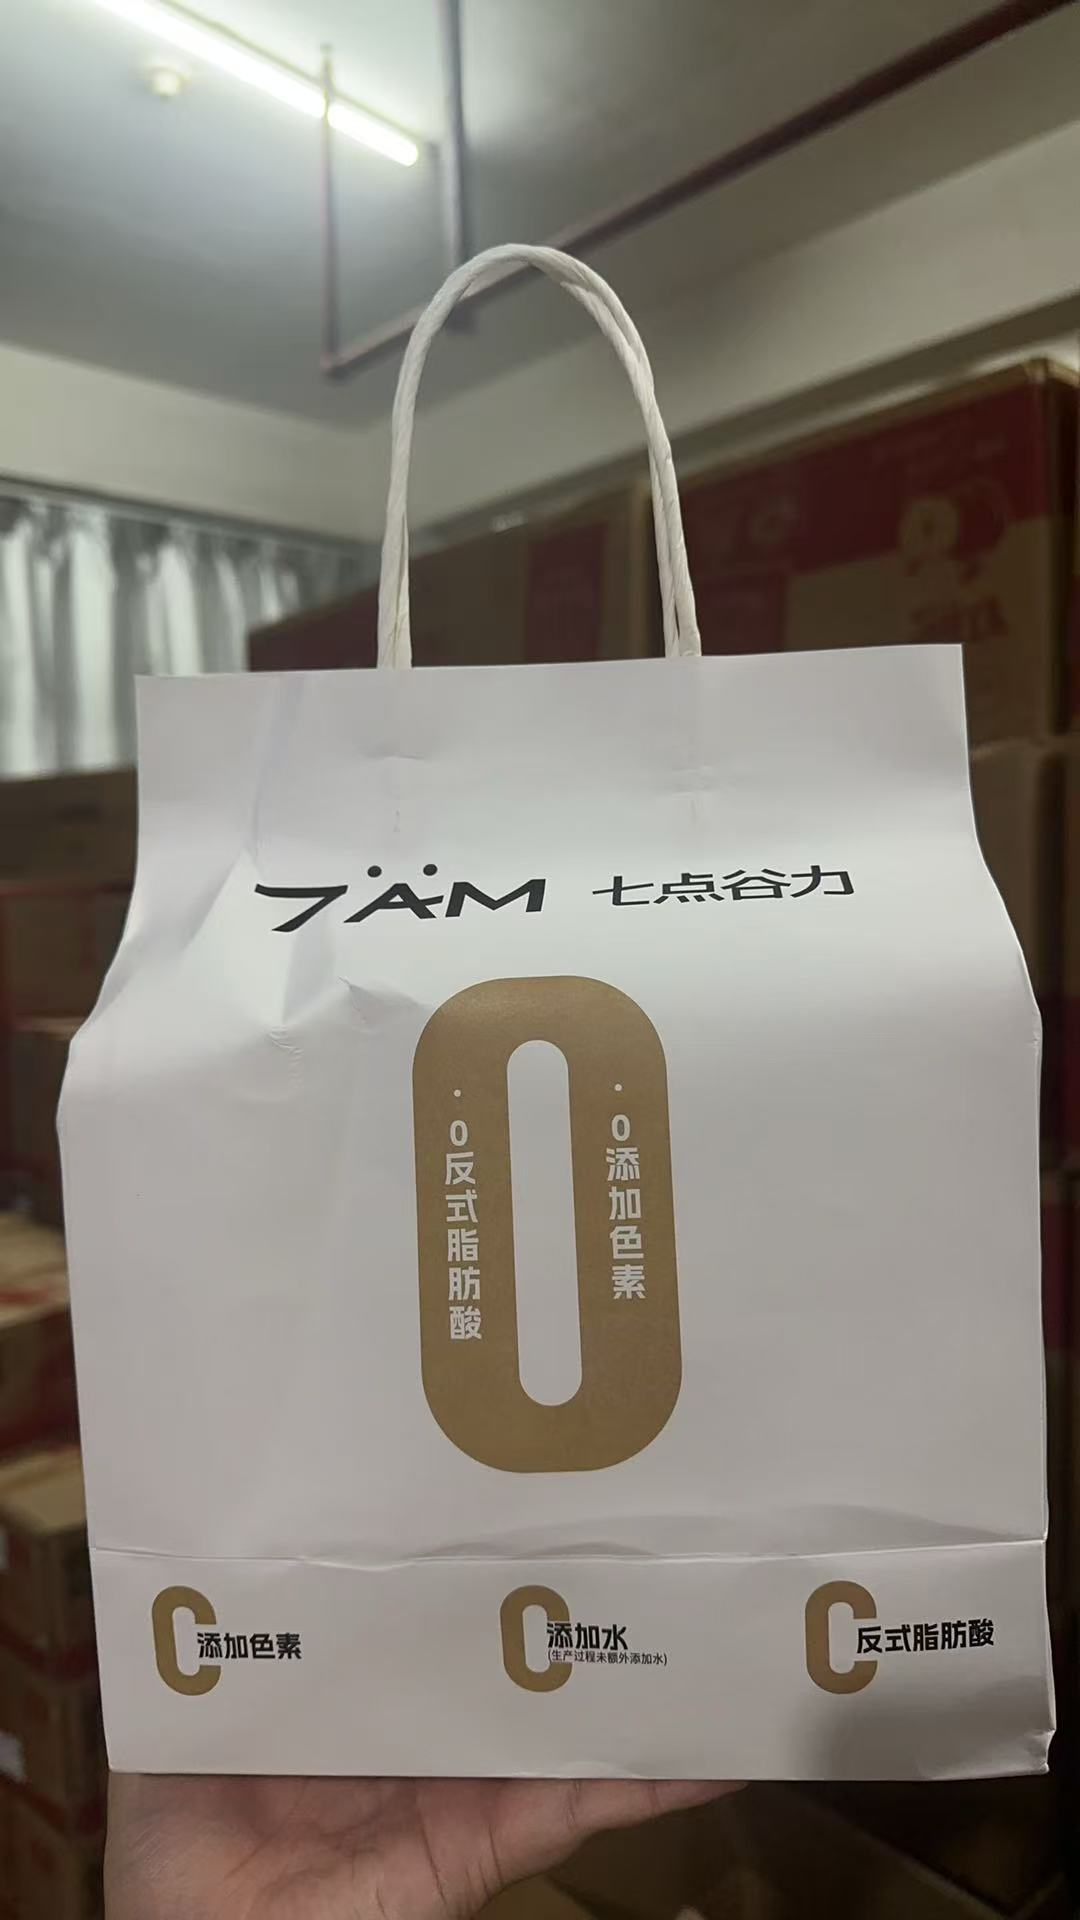 7ÄM 七点谷力
·0反式脂肪酸
·0添加色素
0添加色素
0添加水
(生产过程未额外添加水)
0反式脂肪酸